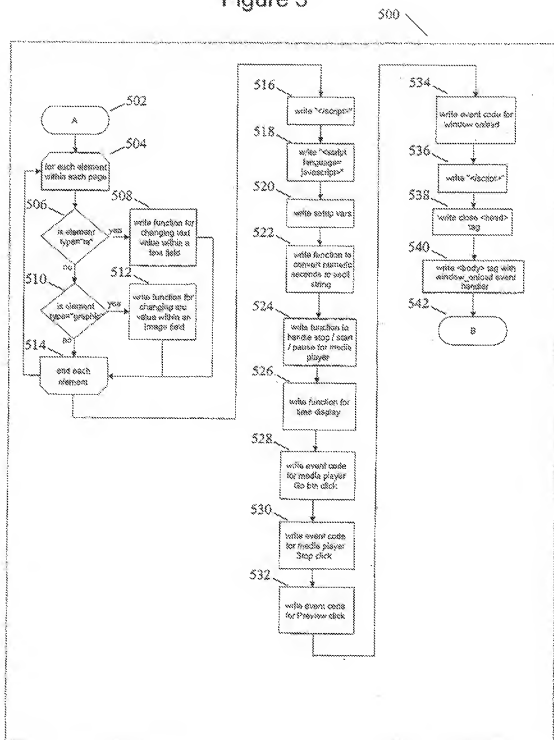 Figure 5
500
502
A
504
for each element
within each page
506
is element
yes
508
write function for
changing text
value within a
text field
no
510
is element
type="graphic"
yes
512
write function for
changing src
value within an
image field
no
514
end each
element
516
write "</script>"
518
write "<script
language=
javascript>"
520
write setup vars
522
write function to
convert numeric
seconds to
string
524
write function to
handle stop / start
/ pause for media
player
526
write function for
time display
528
write event code
for media player
Go btn click
530
write event code
for media player
Stop click
532
write event code
for Preview click
534
write event code for
window_onload
536
write "</script>"
538
write close <head>
tag
540
write <body> tag with
window_onload event
handler
542
B